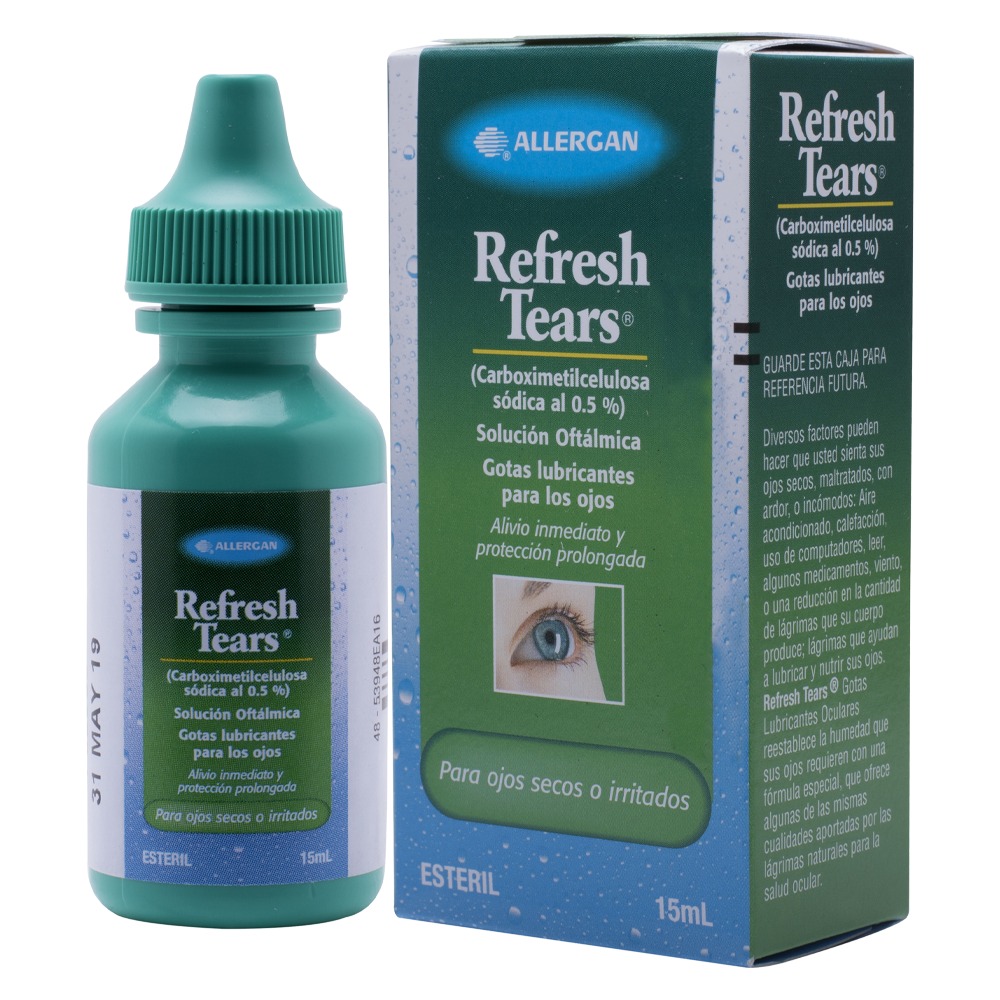 ALLERGAN
Refresh
Tears®
(Carboximetilcelulosa
sódica al 0.5 %)
Solución Oftálmica
Gotas lubricantes
para los ojos
Alivio inmediato y
protección prolongada
Para ojos secos o irritados
ESTERIL
15mL
31 MAY 19
48 - 53948EA16
®
ALLERGAN
Refresh
Tears®
(Carboximetilcelulosa
sódica al 0.5 %)
Solución Oftálmica
Gotas lubricantes
para los ojos
Alivio inmediato y
protección prolongada
Para ojos secos o irritados
ESTERIL
15mL
Refresh
Tears®
(Carboximetilcelulosa
sódica al 0.5 %)
Gotas lubricantes
para los ojos
GUARDE ESTA CAJA PARA
REFERENCIA FUTURA.
Diversos factores pueden
hacer que usted sienta sus
ojos secos, maltratados, con
ardor, o incómodos: Aire
acondicionado, calefacción,
uso de computadores, leer,
algunos medicamentos, viento,
o una reducción en la cantidad
de lágrimas que su cuerpo
produce; lágrimas que ayudan
a lubricar y nutrir sus ojos.
Refresh Tears® Gotas
Lubricantes Oculares
reestablece la humedad que
sus ojos requieren con una
fórmula especial, que ofrece
algunas de las mismas
cualidades aportadas por las
lágrimas naturales para la
salud ocular.